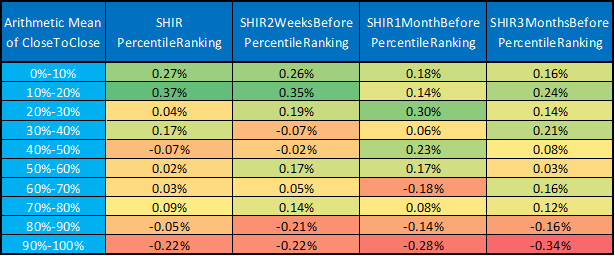 Arithmetic Mean of CloseToClose SHIR PercentileRanking SHIR2WeeksBefore PercentileRanking SHIR1MonthBefore PercentileRanking SHIR3MonthsBefore PercentileRanking
0%-10% 0.27% 0.26% 0.18% 0.16%
10%-20% 0.37% 0.35% 0.14% 0.24%
20%-30% 0.04% 0.19% 0.30% 0.14%
30%-40% 0.17% -0.07% 0.06% 0.21%
40%-50% -0.07% -0.02% 0.23% 0.08%
50%-60% 0.02% 0.17% 0.17% 0.03%
60%-70% 0.03% 0.05% -0.18% 0.16%
70%-80% 0.09% 0.14% 0.08% 0.12%
80%-90% -0.05% -0.21% -0.14% -0.16%
90%-100% -0.22% -0.22% -0.28% -0.34%